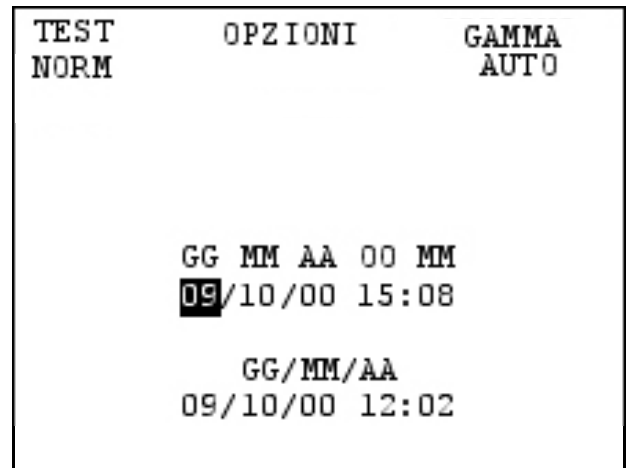 TEST OPZIONI GAMMA
NORM AUTO
GG MM AA OO MM
09/10/00 15:08
GG/MM/AA
09/10/00 12:02